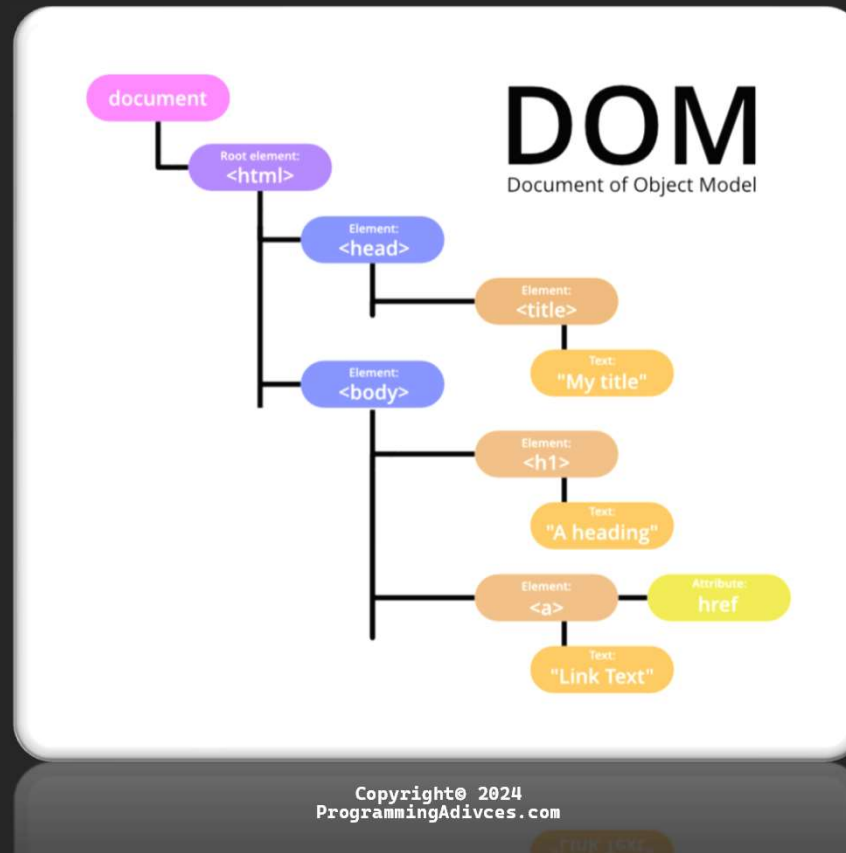 document
DOM
Document of Object Model
Root element:
<html>
Element:
<head>
Element:
<title>
Text:
"My title"
Element:
<body>
Element:
<h1>
Text:
"A heading"
Element:
<a>
Attribute:
href
Text:
"Link Text"
Copyright© 2024
ProgrammingAdivces.com